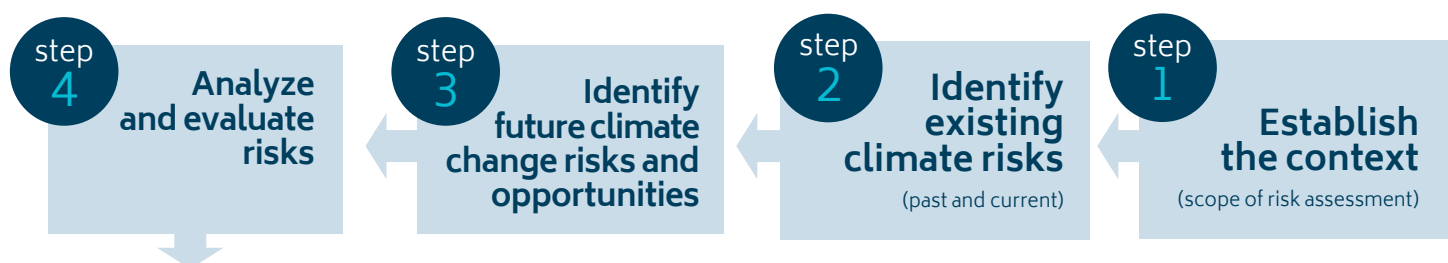 step
1
Establish
the context
(scope of risk assessment)
step
2
Identify
existing
climate risks
(past and current)
step
3
Identify
future climate
change risks and
opportunities
step
4
Analyze
and evaluate
risks